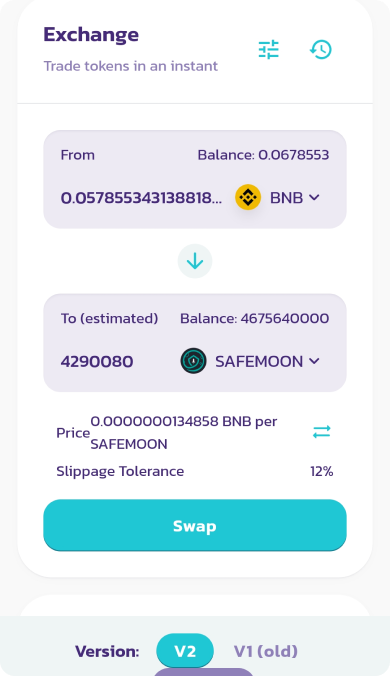 Exchange
Trade tokens in an instant
From Balance: 0.0678553
0.057855343138818... BNB
To (estimated) Balance: 4675640000
4290080 SAFEMOON
Price 0.0000000134858 BNB per
SAFEMOON
Slippage Tolerance 12%
Swap
Version: V2 V1 (old)